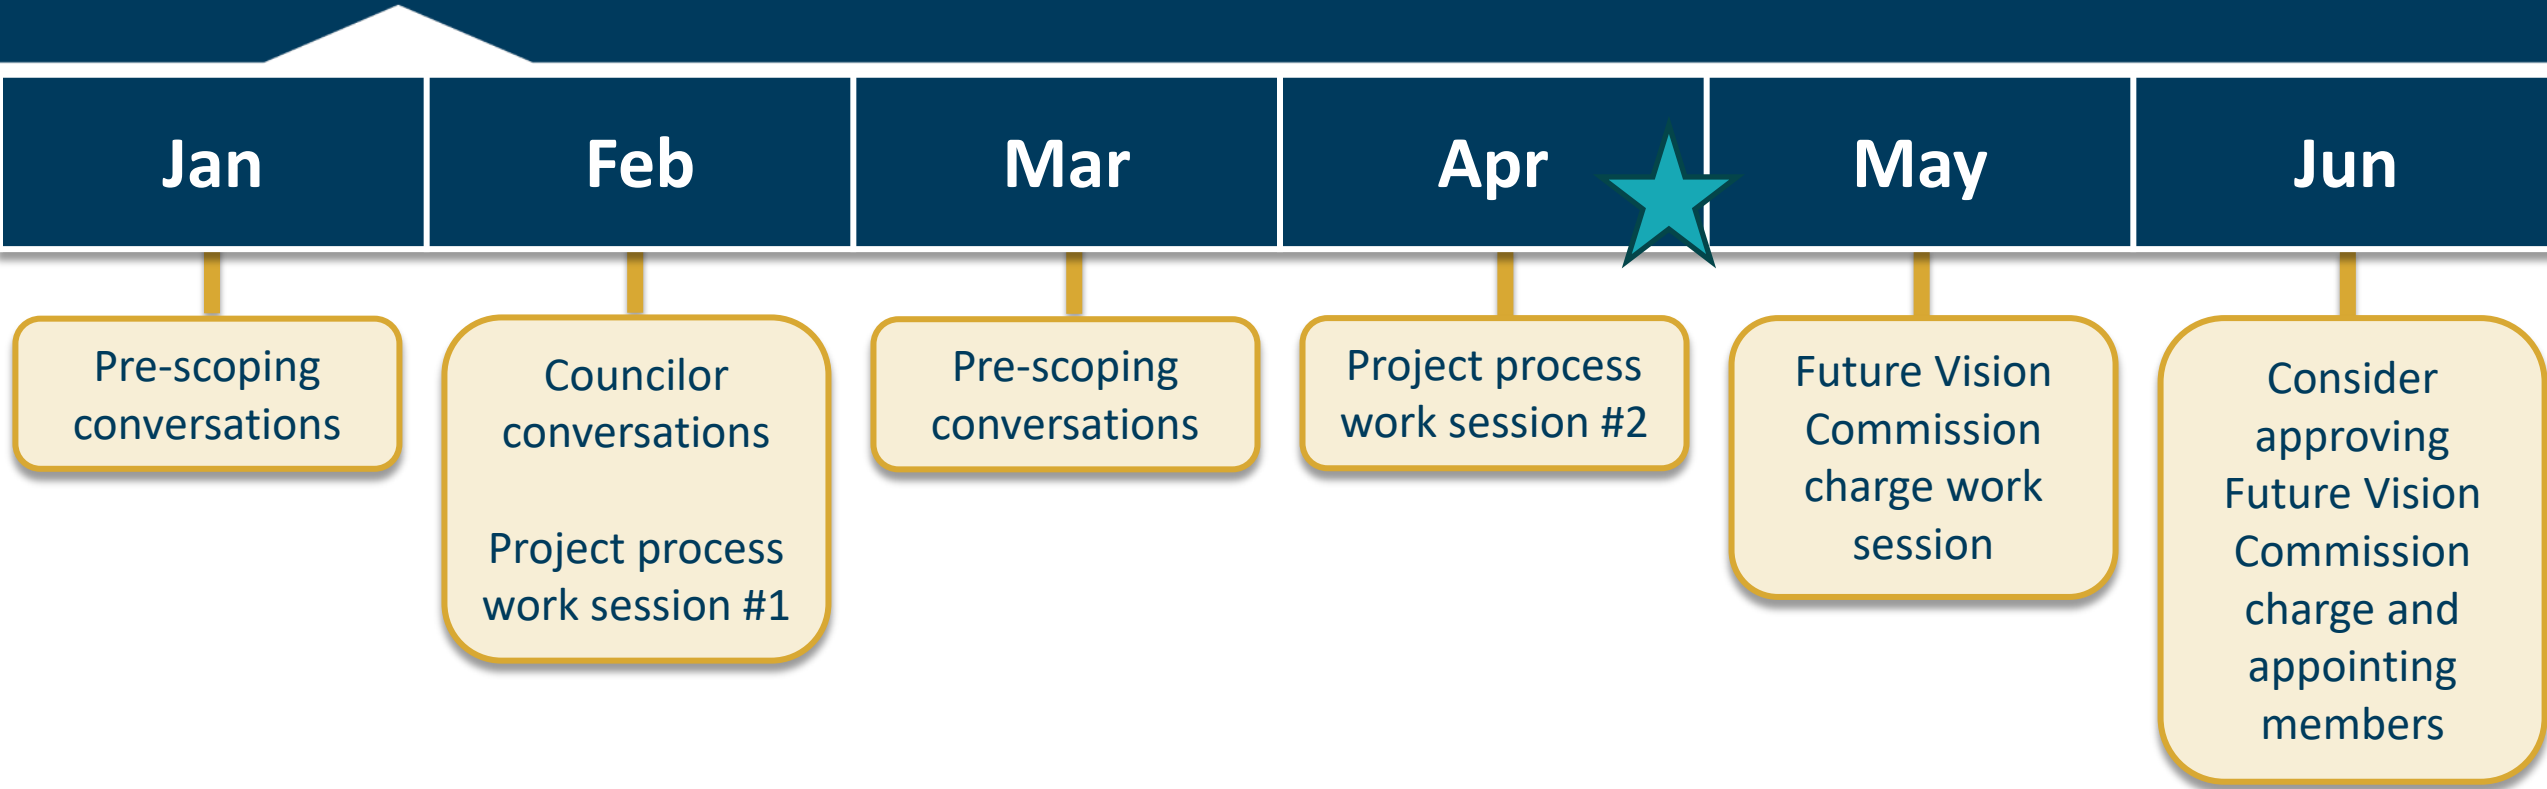 Jan
Feb
Mar
Apr
May
Jun
Pre-scoping
conversations
Councilor
conversations
Project process
work session #1
Pre-scoping
conversations
Project process
work session #2
Future Vision
Commission
charge work
session
Consider
approving
Future Vision
Commission
charge and
appointing
members